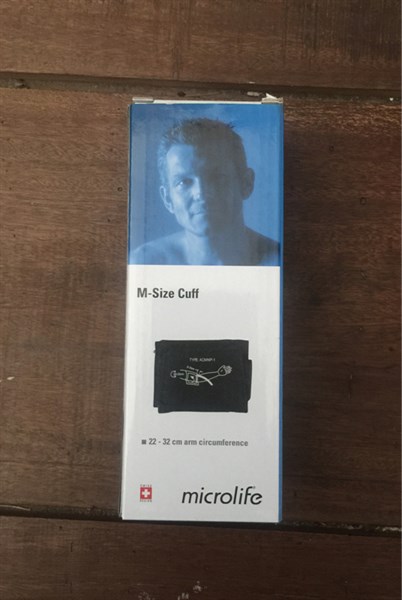 M-Size Cuff
■ 22 - 32 cm arm circumference
microlife